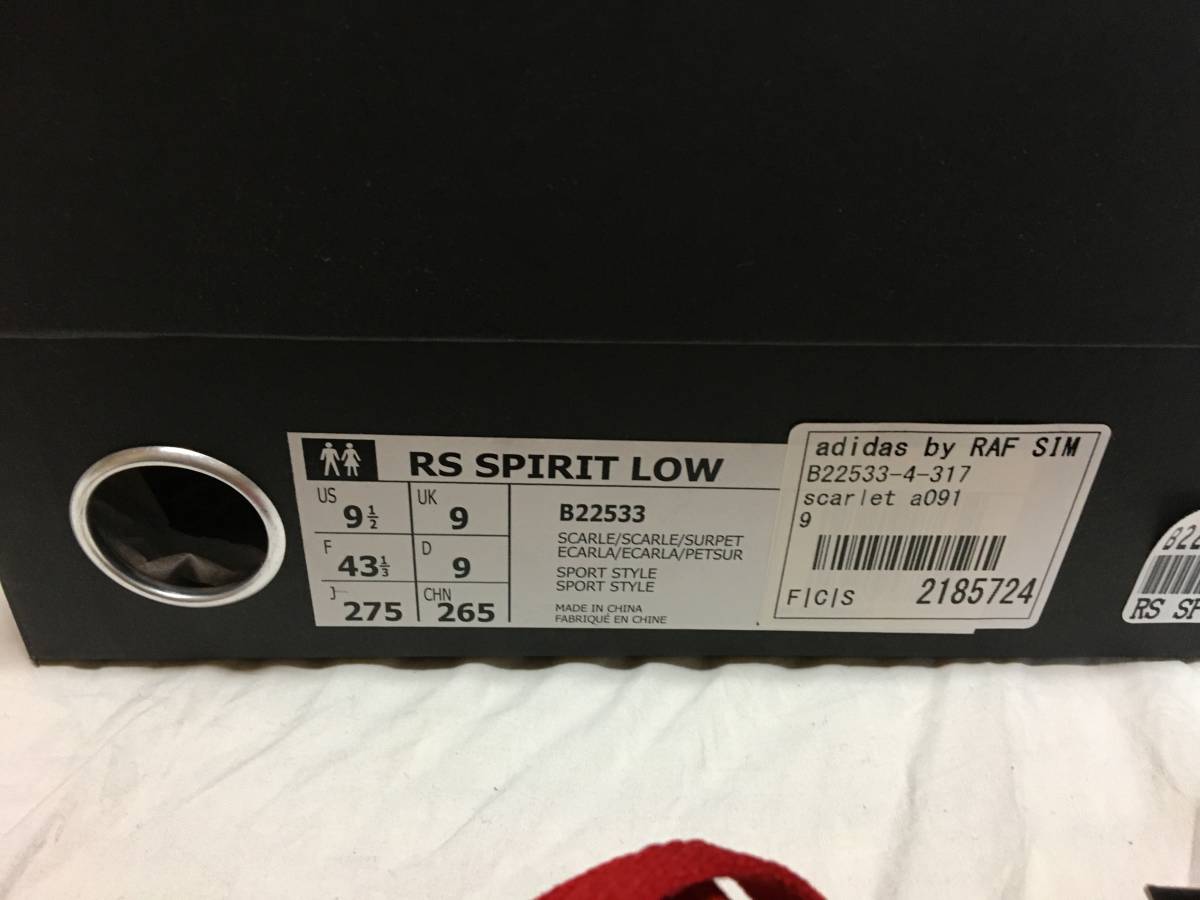 RS SPIRIT LOW
US 9½
UK 9
F 43⅓
D 9
J 275
CHN 265
B22533
SCARLE/SCARLE/SURPET
ECARLA/ECARLA/PETSUR
SPORT STYLE
SPORT STYLE
MADE IN CHINA
FABRIQUÉ EN CHINE
adidas by RAF SIM
B22533-4-317
scarlet a091
9
F|C|S 2185724
RS SP